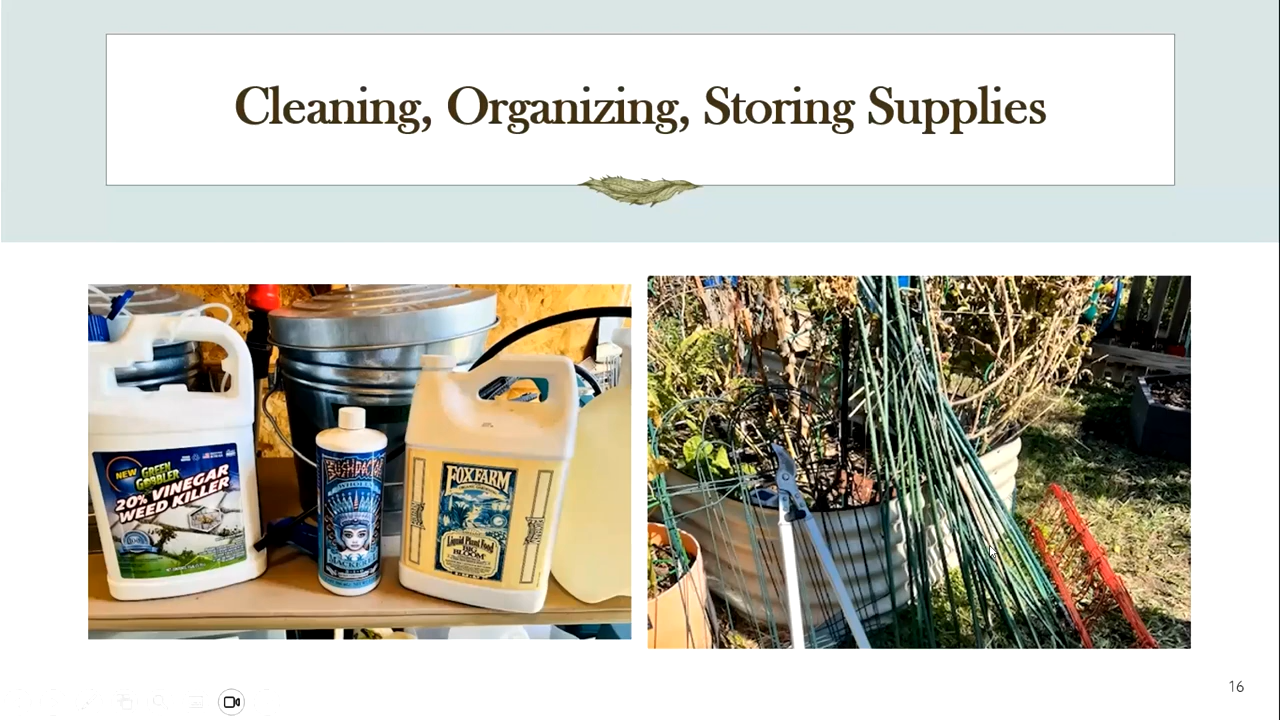 Cleaning, Organizing, Storing Supplies
NEW
GREEN
GOBBLER
20% VINEGAR
WEED KILLER
FOXFARM
Liquid Plant Food
BIG
BLOOM
16